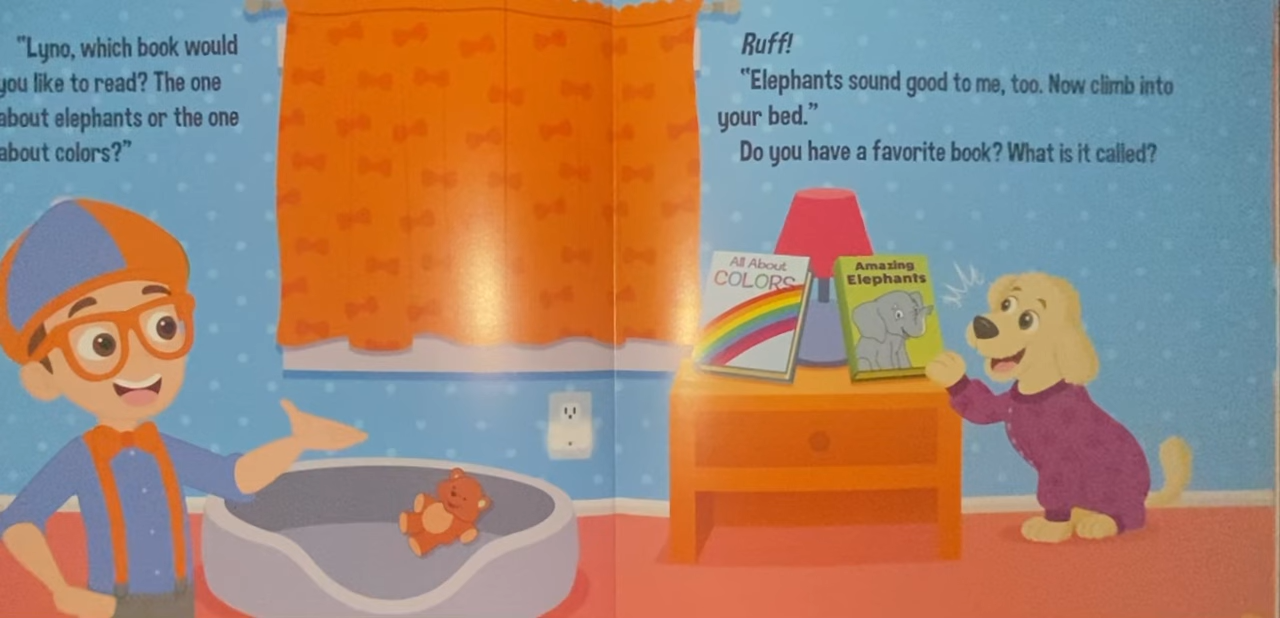 "Lyno, which book would
you like to read? The one
about elephants or the one
about colors?"
Ruff!
"Elephants sound good to me, too. Now climb into
your bed."
Do you have a favorite book? What is it called?
All About
COLORS
Amazing
Elephants